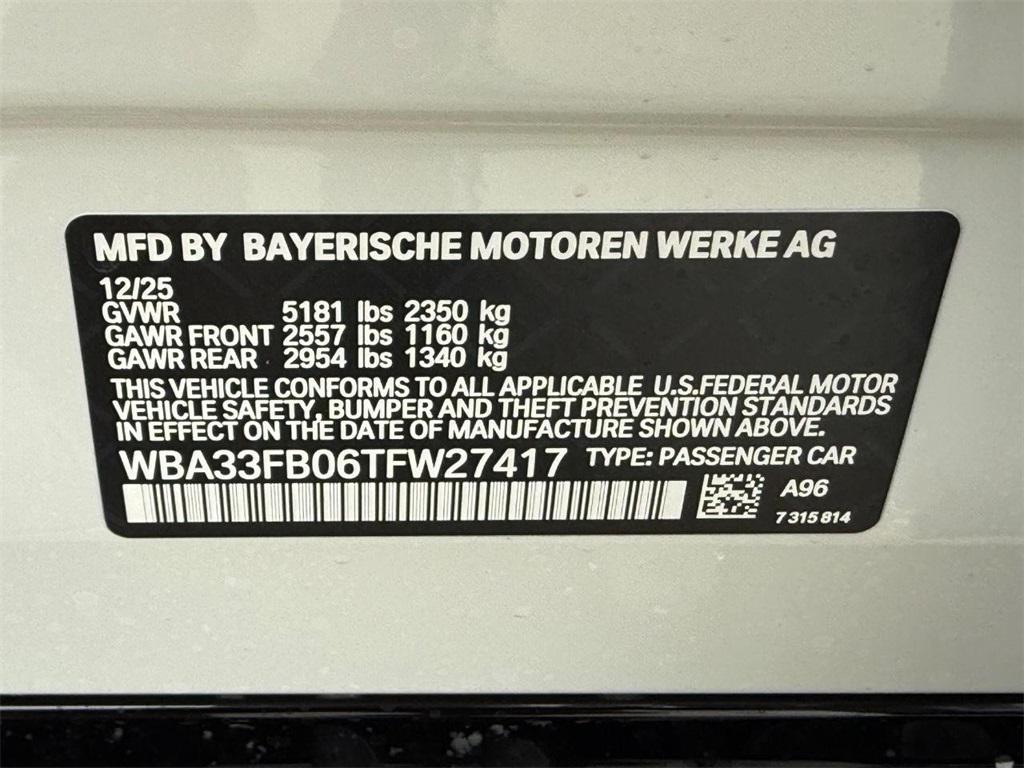 MFD BY BAYERISCHE MOTOREN WERKE AG
12/25
GVWR 5181 lbs 2350 kg
GAWR FRONT 2557 lbs 1160 kg
GAWR REAR 2954 lbs 1340 kg
THIS VEHICLE CONFORMS TO ALL APPLICABLE U.S.FEDERAL MOTOR
VEHICLE SAFETY, BUMPER AND THEFT PREVENTION STANDARDS
IN EFFECT ON THE DATE OF MANUFACTURE SHOWN ABOVE.
WBA33FB06TFW27417 TYPE: PASSENGER CAR
A96
7 315 814